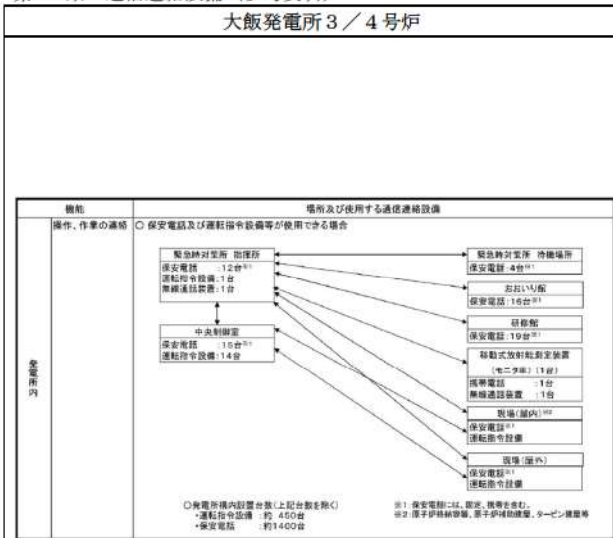 大飯発電所3/4号炉
機能
場所及び使用する通信連絡設備
発電所内
操作、作業の連絡
○ 保安電話及び運転指令設備等が使用できる場合
緊急時対策所 指揮所
保安電話 :12台※1
運転指令設備:1台
無線通話装置:1台
中央制御室
保安電話 :15台※1
運転指令設備:14台
緊急時対策所 待機場所
保安電話:4台※1
おおいり館
保安電話:16台※1
研修館
保安電話:19台※1
移動式放射能測定装置
(モニタ車)(1台)
携帯電話 :1台
無線通話装置 :1台
現場(屋内)※2
保安電話※1
運転指令設備
現場(屋外)
保安電話※1
運転指令設備
○発電所構内設置台数(上記台数を除く)
・運転指令設備 :約 450台
・保安電話 :約1400台
※1:保安電話には、固定、携帯を含む。
※2:原子炉格納容器、原子炉補助建屋、タービン建屋等